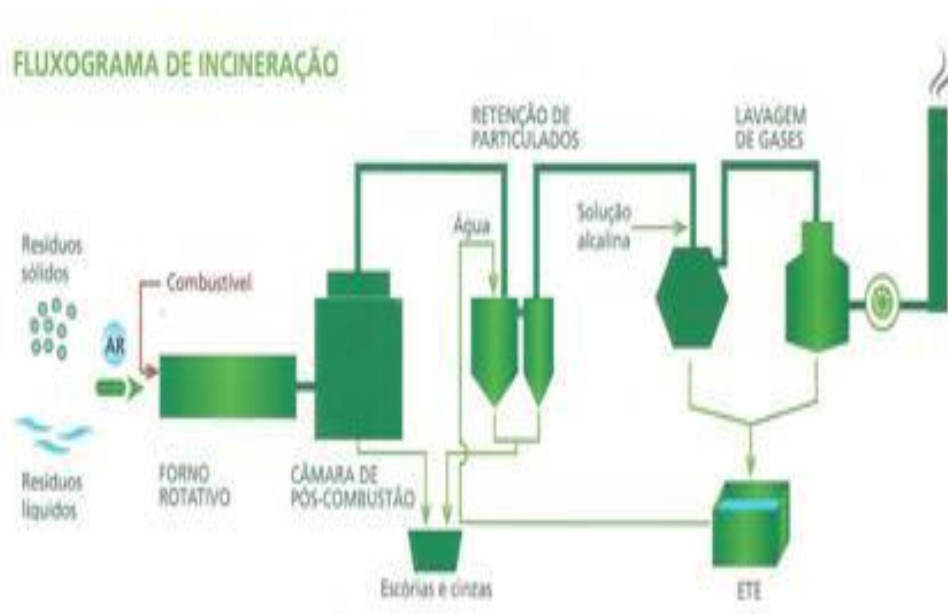 FLUXOGRAMA DE INCINERAÇÃO
RETENÇÃO DE
PARTICULADOS
LAVAGEM
DE GASES
Água
Solução
alcalina
Resíduos
sólidos
Combustível
AR
Resíduos
líquidos
FORNO
ROTATIVO
CÂMARA DE
PÓS-COMBUSTÃO
Escórias e cinzas
ETE